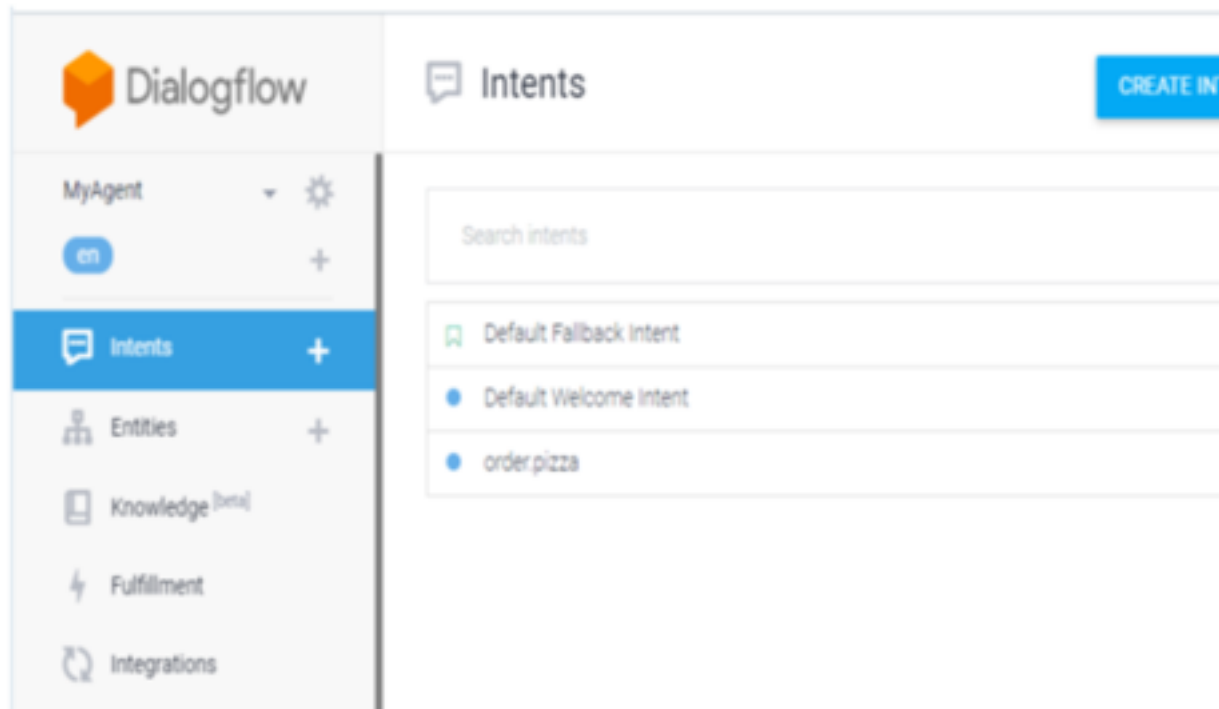 Dialogflow
Intents
CREATE INT
MyAgent
en
Search intents
Intents
Default Fallback Intent
Default Welcome Intent
Entities
order.pizza
Knowledge [beta]
Fulfillment
Integrations